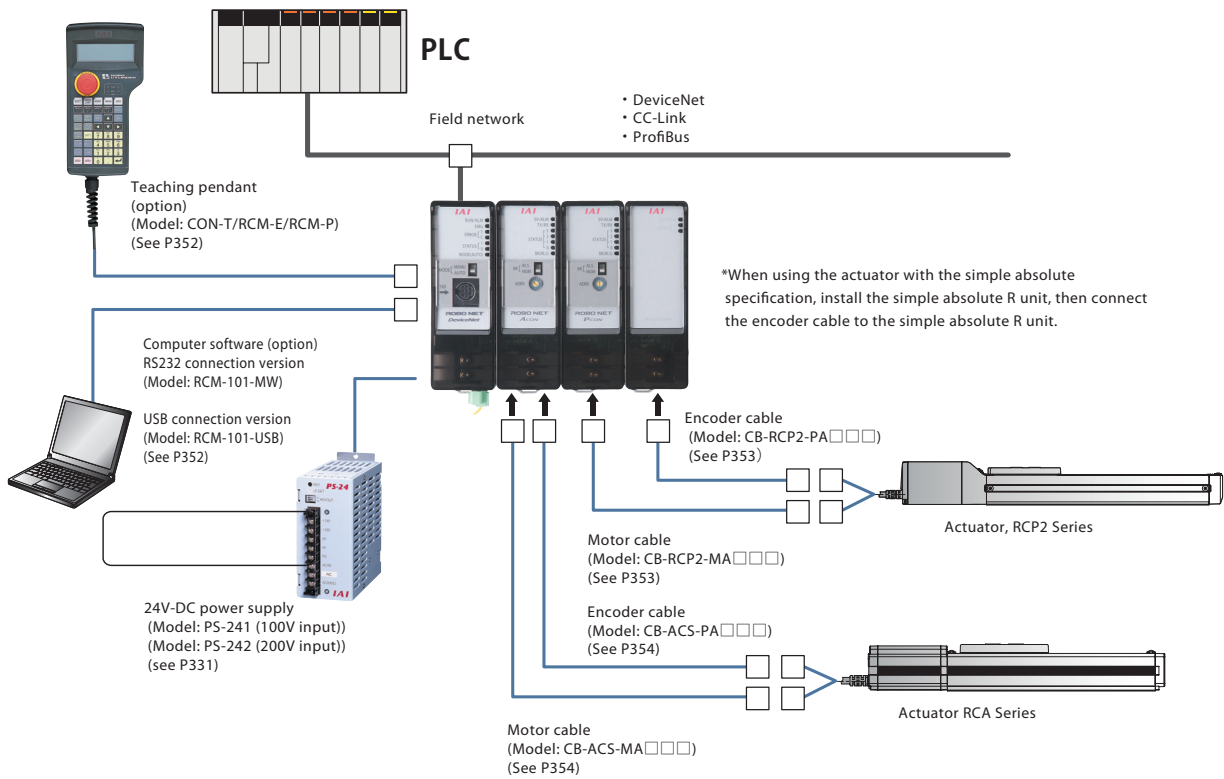 PLC
Field network
・DeviceNet
・CC-Link
・ProfiBus
Teaching pendant
(option)
(Model: CON-T/RCM-E/RCM-P)
(See P352)
IAI
IAI
IAI
IAI
ROBO NET
DeviceNet
ROBO NET
ACON
ROBO NET
PCON
*When using the actuator with the simple absolute
specification, install the simple absolute R unit, then connect
the encoder cable to the simple absolute R unit.
Computer software (option)
RS232 connection version
(Model: RCM-101-MW)
USB connection version
(Model: RCM-101-USB)
(See P352)
PS-24
IAI
24V-DC power supply
(Model: PS-241 (100V input))
(Model: PS-242 (200V input))
(see P331)
Encoder cable
(Model: CB-RCP2-PA□□□)
(See P353)
Actuator, RCP2 Series
Motor cable
(Model: CB-RCP2-MA□□□)
(See P353)
Encoder cable
(Model: CB-ACS-PA□□□)
(See P354)
Actuator RCA Series
Motor cable
(Model: CB-ACS-MA□□□)
(See P354)